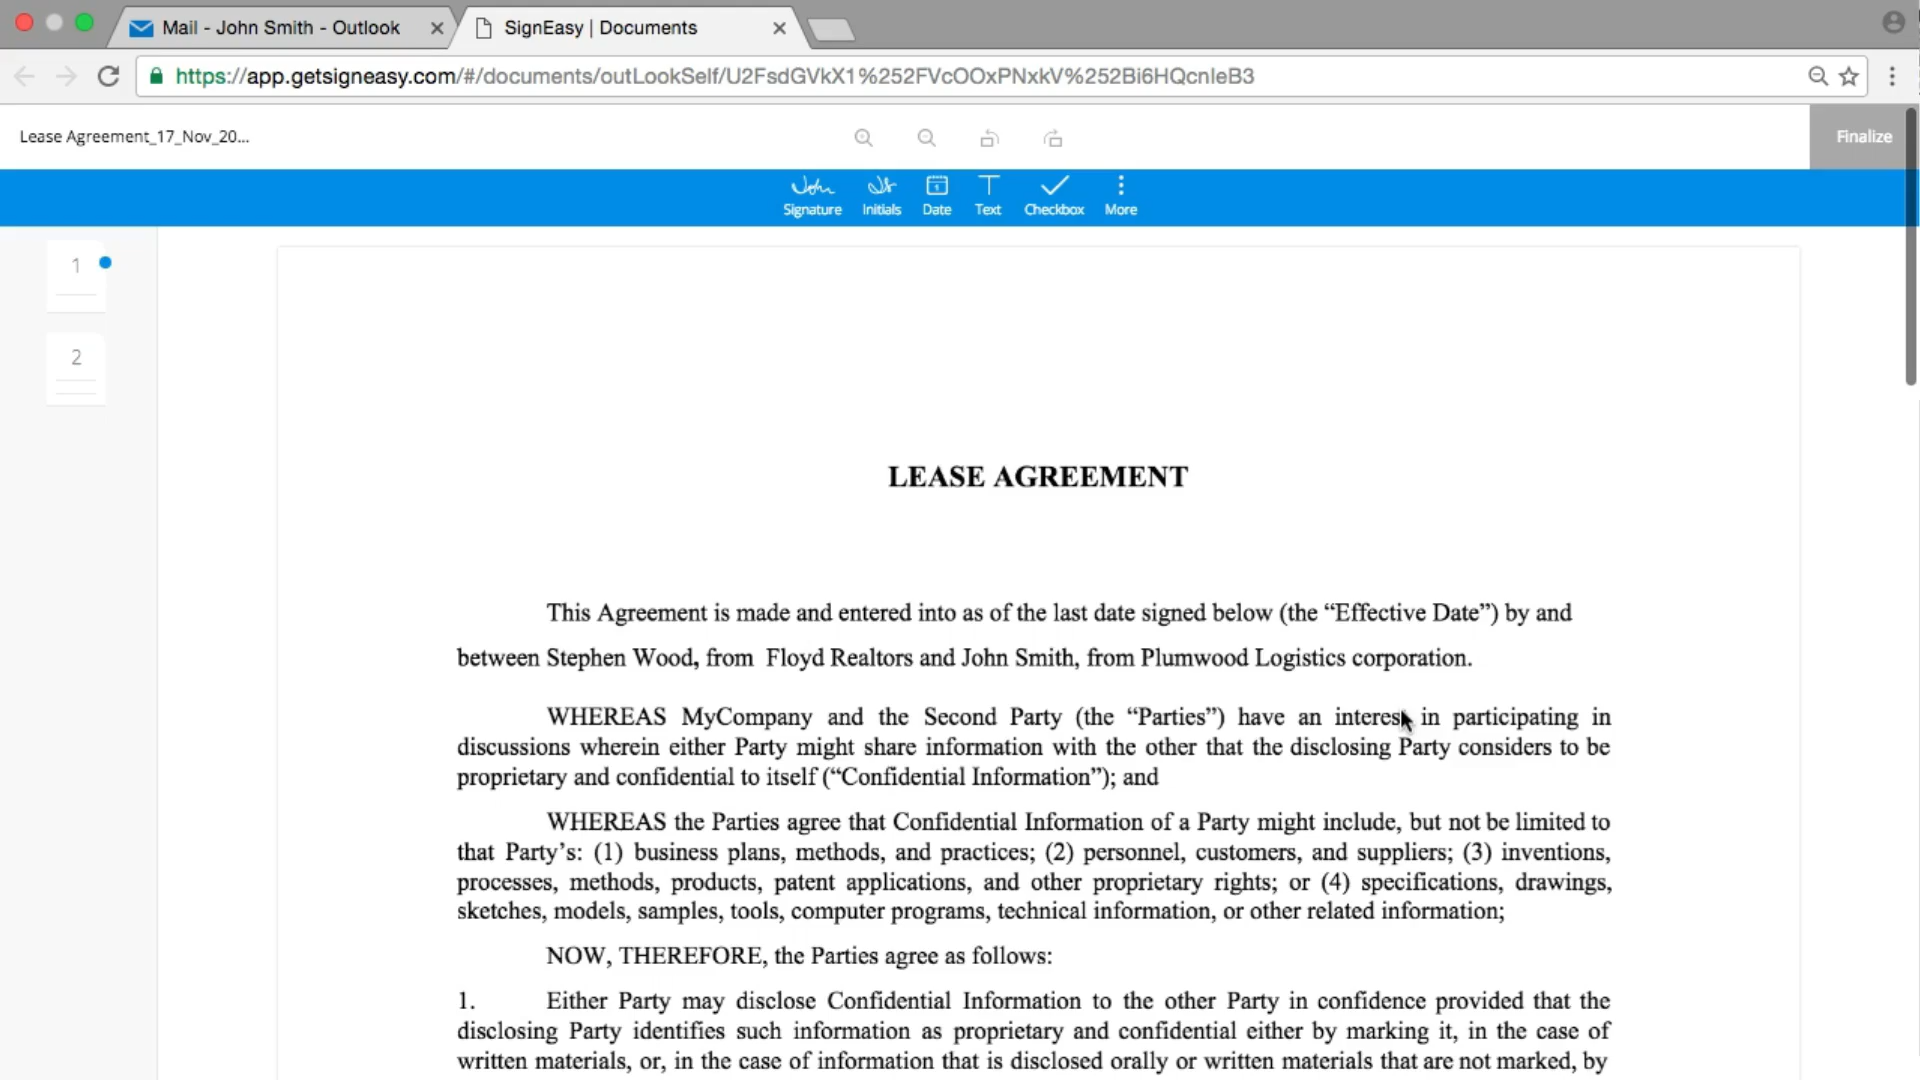 Mail - John Smith - Outlook
SignEasy | Documents
https://app.getsigneasy.com/#/documents/outLookSelf/U2FsdGVkX1%252FVcOOxPNxkV%252Bi6HQcnleB3
Lease Agreement_17_Nov_20...
Finalize
Signature Initials Date Text Checkbox More
1
2
LEASE AGREEMENT
This Agreement is made and entered into as of the last date signed below (the “Effective Date”) by and
between Stephen Wood, from Floyd Realtors and John Smith, from Plumwood Logistics corporation.
WHEREAS MyCompany and the Second Party (the “Parties”) have an interest in participating in
discussions wherein either Party might share information with the other that the disclosing Party considers to be
proprietary and confidential to itself (“Confidential Information”); and
WHEREAS the Parties agree that Confidential Information of a Party might include, but not be limited to
that Party’s: (1) business plans, methods, and practices; (2) personnel, customers, and suppliers; (3) inventions,
processes, methods, products, patent applications, and other proprietary rights; or (4) specifications, drawings,
sketches, models, samples, tools, computer programs, technical information, or other related information;
NOW, THEREFORE, the Parties agree as follows:
1. Either Party may disclose Confidential Information to the other Party in confidence provided that the
disclosing Party identifies such information as proprietary and confidential either by marking it, in the case of
written materials, or, in the case of information that is disclosed orally or written materials that are not marked, by